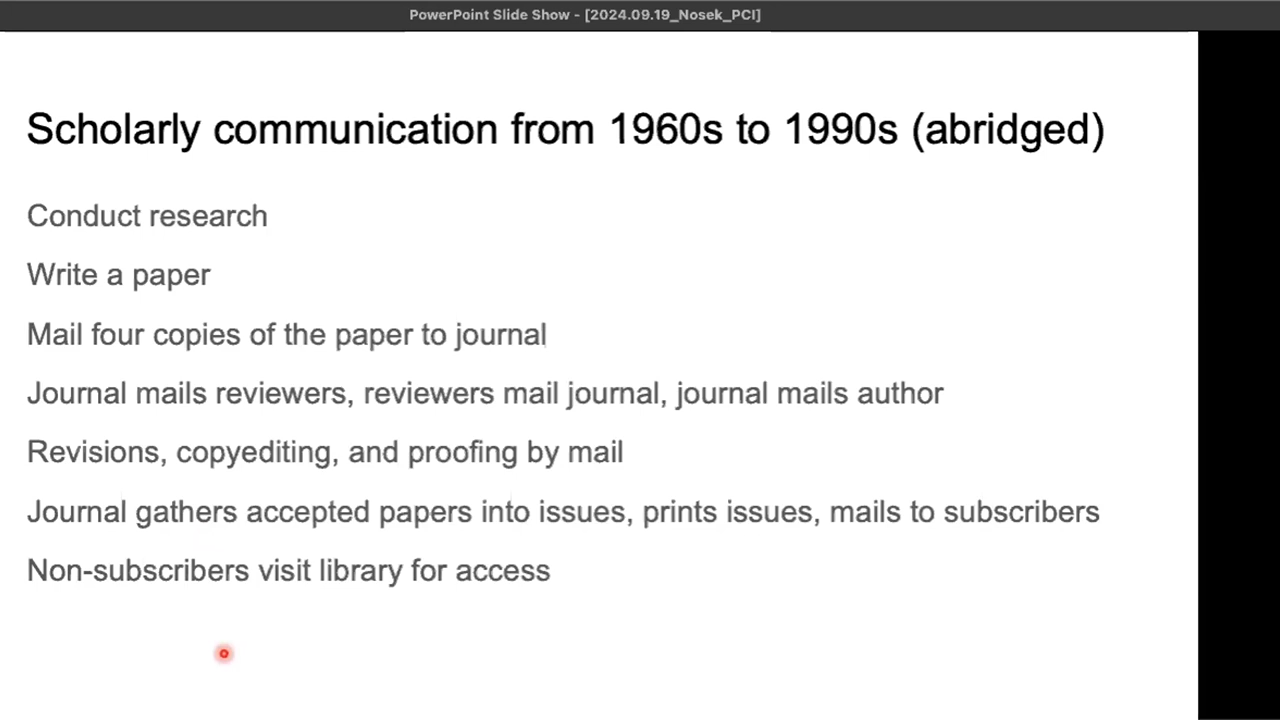 PowerPoint Slide Show - [2024.09.19_Nosek_PCI]
Scholarly communication from 1960s to 1990s (abridged)
Conduct research
Write a paper
Mail four copies of the paper to journal
Journal mails reviewers, reviewers mail journal, journal mails author
Revisions, copyediting, and proofing by mail
Journal gathers accepted papers into issues, prints issues, mails to subscribers
Non-subscribers visit library for access